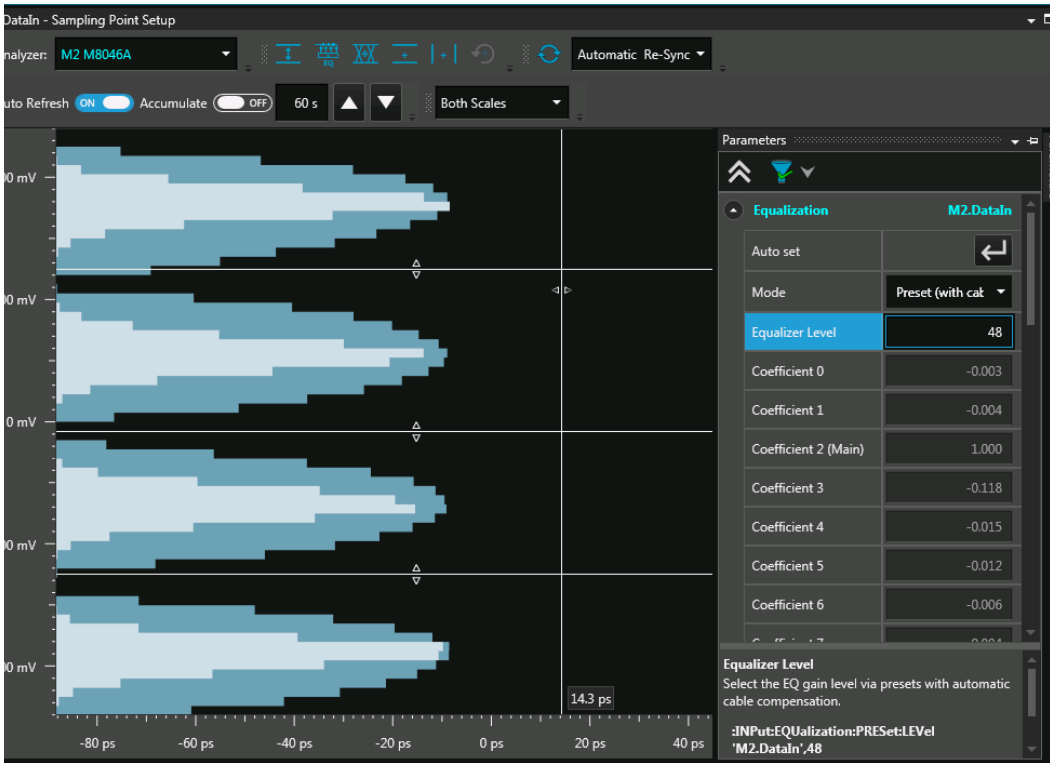 DataIn - Sampling Point Setup
nalyzer: M2 M8046A EQ Automatic Re-Sync
uto Refresh ON Accumulate OFF 60 s Both Scales
Parameters
00 mV
Equalization M2.DataIn
Auto set
00 mV
Mode Preset (with cat
Equalizer Level 48
Coefficient 0 -0.003
Coefficient 1 -0.004
0 mV
Coefficient 2 (Main) 1.000
Coefficient 3 -0.118
Coefficient 4 -0.015
00 mV
Coefficient 5 -0.012
Coefficient 6 -0.006
00 mV
Equalizer Level
Select the EQ gain level via presets with automatic
cable compensation.
14.3 ps
:INPut:EQUalization:PRESet:LEVel
'M2.DataIn',48
-80 ps -60 ps -40 ps -20 ps 0 ps 20 ps 40 ps